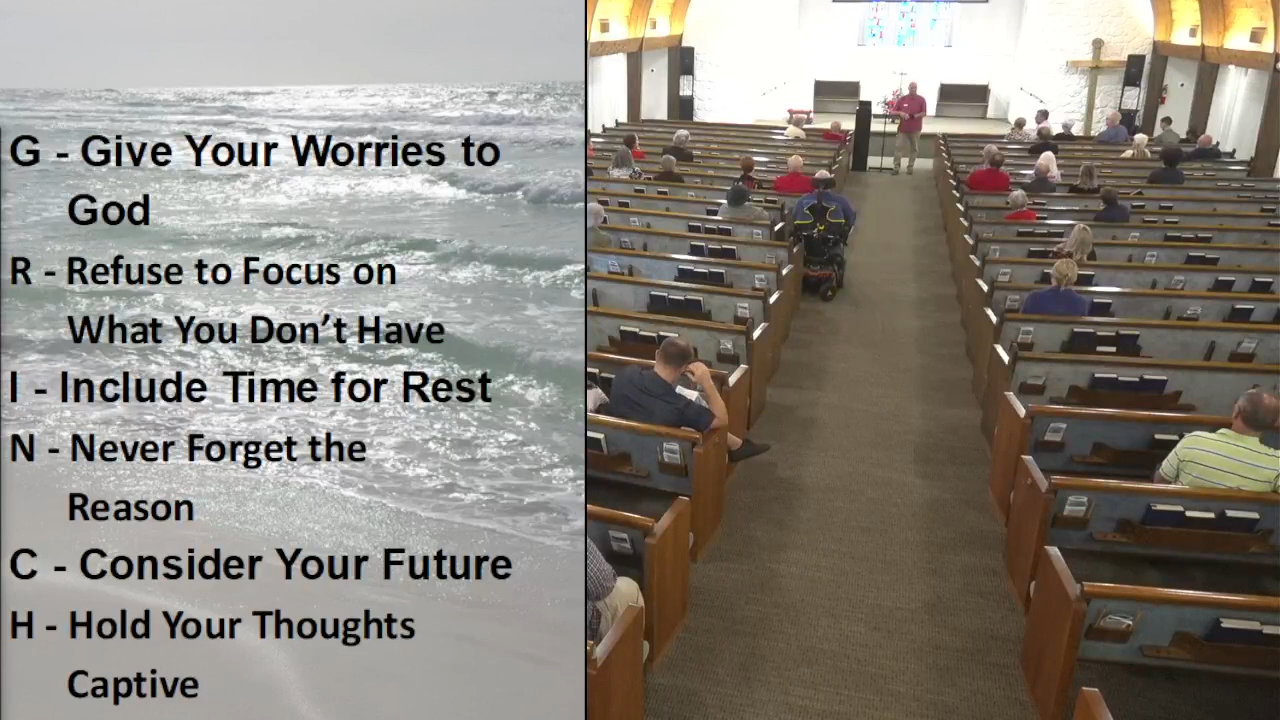 G - Give Your Worries to
God
R - Refuse to Focus on
What You Don't Have
I - Include Time for Rest
N - Never Forget the
Reason
C - Consider Your Future
H - Hold Your Thoughts
Captive